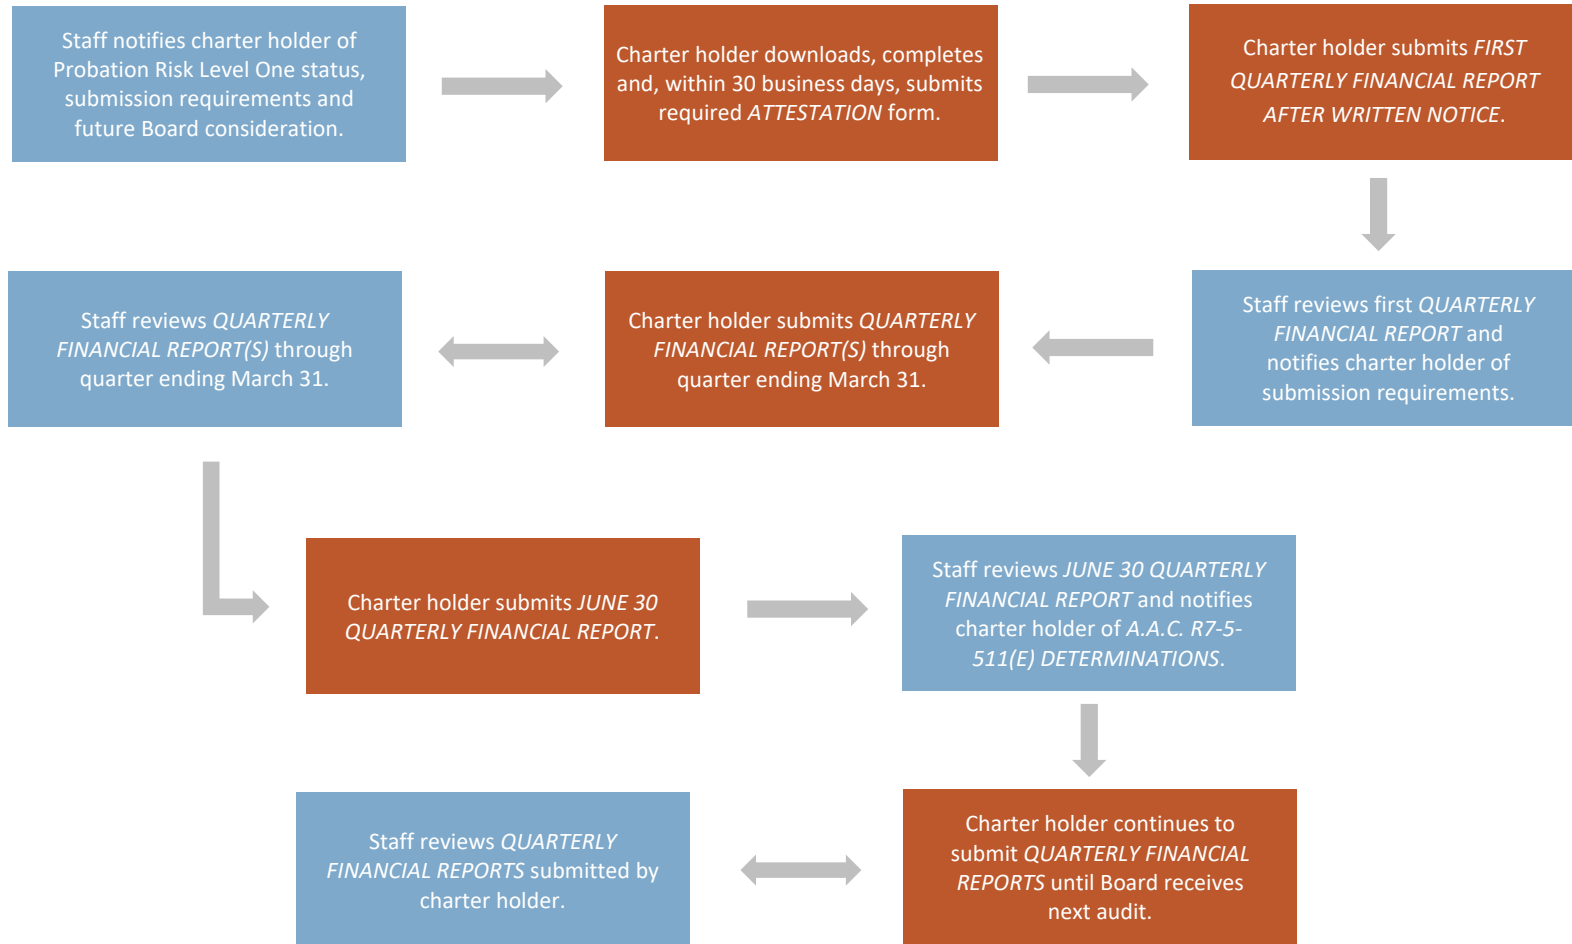 Staff notifies charter holder of
Probation Risk Level One status,
submission requirements and
future Board consideration.
Charter holder downloads, completes
and, within 30 business days, submits
required ATTESTATION form.
Charter holder submits FIRST
QUARTERLY FINANCIAL REPORT
AFTER WRITTEN NOTICE.
Staff reviews first QUARTERLY
FINANCIAL REPORT and
notifies charter holder of
submission requirements.
Charter holder submits QUARTERLY
FINANCIAL REPORT(S) through
quarter ending March 31.
Staff reviews QUARTERLY
FINANCIAL REPORT(S) through
quarter ending March 31.
Charter holder submits JUNE 30
QUARTERLY FINANCIAL REPORT.
Staff reviews JUNE 30 QUARTERLY
FINANCIAL REPORT and notifies
charter holder of A.A.C. R7-5-
511(E) DETERMINATIONS.
Charter holder continues to
submit QUARTERLY FINANCIAL
REPORTS until Board receives
next audit.
Staff reviews QUARTERLY
FINANCIAL REPORTS submitted by
charter holder.